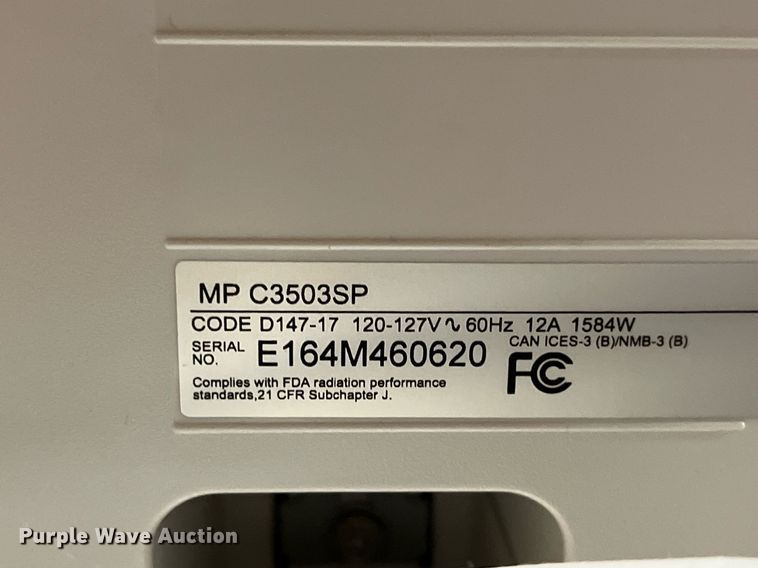 MP C3503SP
CODE D147-17 120-127V∿60Hz 12A 1584W
SERIAL NO. E164M460620
CAN ICES-3 (B)/NMB-3 (B)
FC
Complies with FDA radiation performance
standards,21 CFR Subchapter J.
Purple Wave Auction